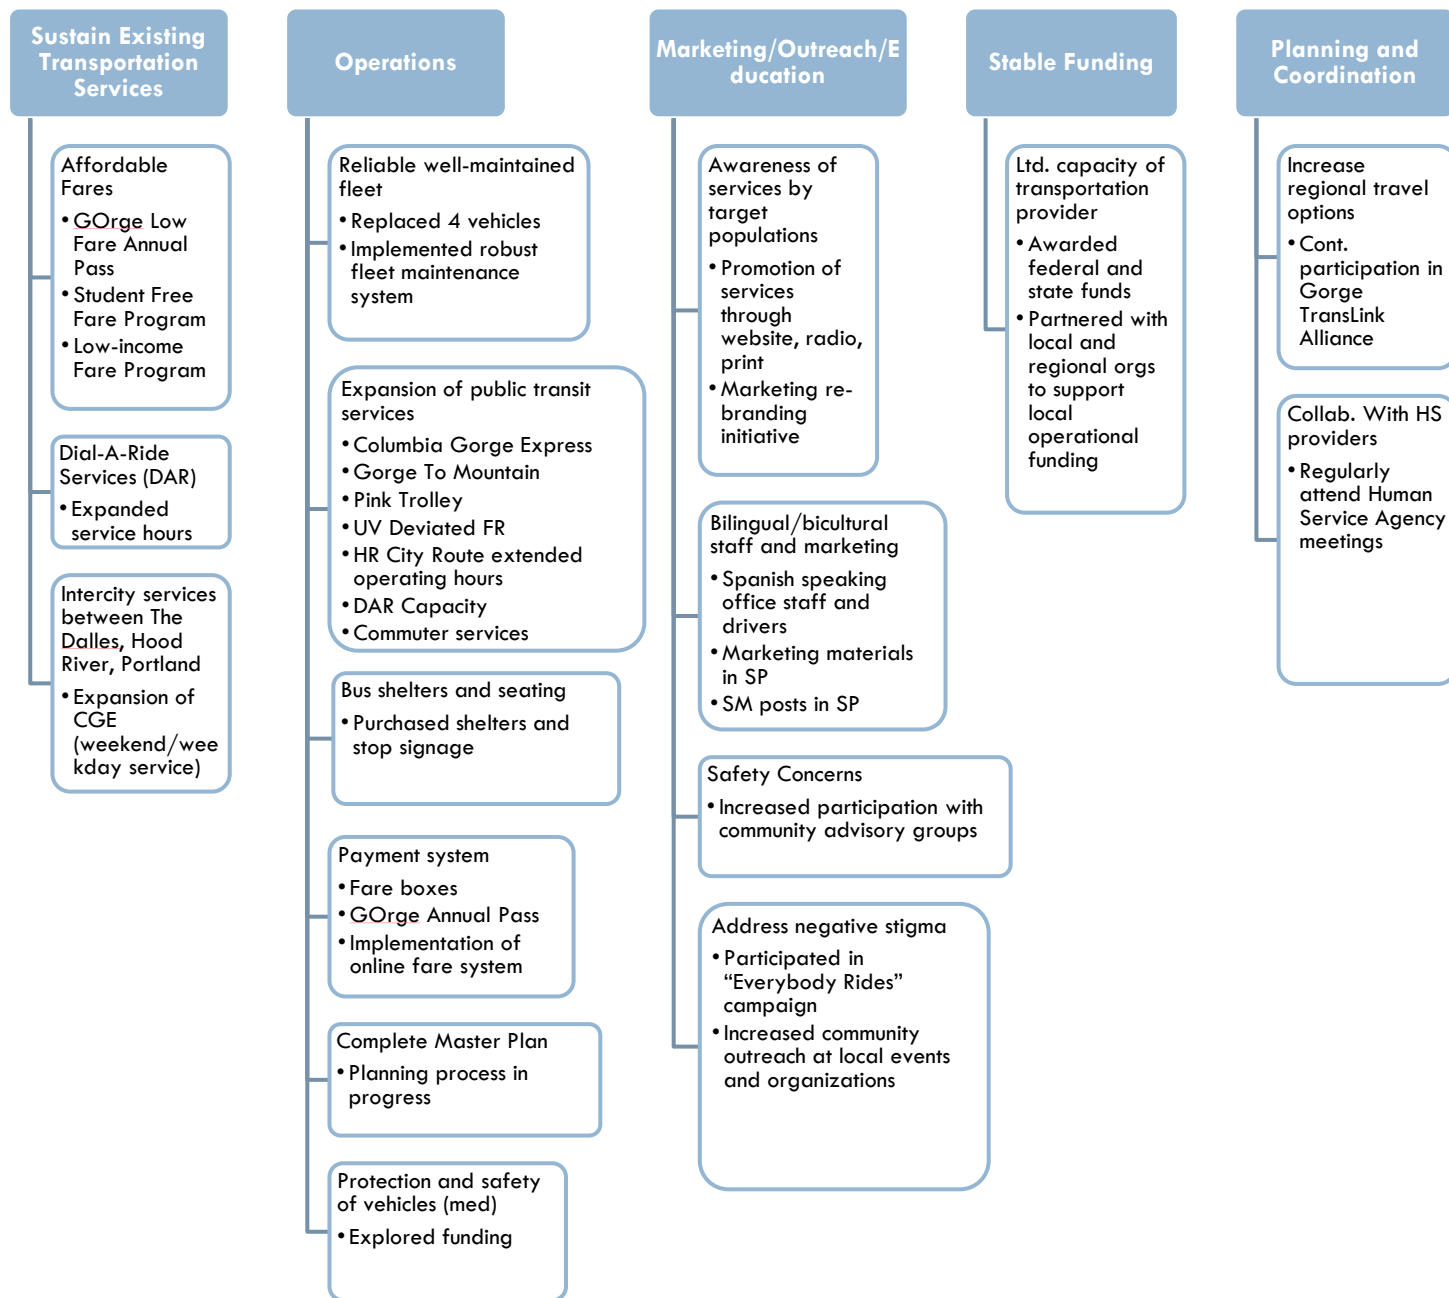 Sustain Existing
Transportation
Services
Affordable
Fares
• GOrge Low
Fare Annual
Pass
• Student Free
Fare Program
• Low-income
Fare Program
Dial-A-Ride
Services (DAR)
• Expanded
service hours
Intercity services
between The
Dalles, Hood
River, Portland
• Expansion of
CGE
(weekend/wee
kday service)
Operations
Reliable well-maintained
fleet
• Replaced 4 vehicles
• Implemented robust
fleet maintenance
system
Expansion of public transit
services
• Columbia Gorge Express
• Gorge To Mountain
• Pink Trolley
• UV Deviated FR
• HR City Route extended
operating hours
• DAR Capacity
• Commuter services
Bus shelters and seating
• Purchased shelters and
stop signage
Payment system
• Fare boxes
• GOrge Annual Pass
• Implementation of
online fare system
Complete Master Plan
• Planning process in
progress
Protection and safety
of vehicles (med)
• Explored funding
Marketing/Outreach/E
ducation
Awareness of
services by
target
populations
• Promotion of
services
through
website, radio,
print
• Marketing re-
branding
initiative
Bilingual/bicultural
staff and marketing
• Spanish speaking
office staff and
drivers
• Marketing materials
in SP
• SM posts in SP
Safety Concerns
• Increased participation with
community advisory groups
Address negative stigma
• Participated in
“Everybody Rides”
campaign
• Increased community
outreach at local events
and organizations
Stable Funding
Ltd. capacity of
transportation
provider
• Awarded
federal and
state funds
• Partnered with
local and
regional orgs
to support
local
operational
funding
Planning and
Coordination
Increase
regional travel
options
• Cont.
participation in
Gorge
TransLink
Alliance
Collab. With HS
providers
• Regularly
attend Human
Service Agency
meetings